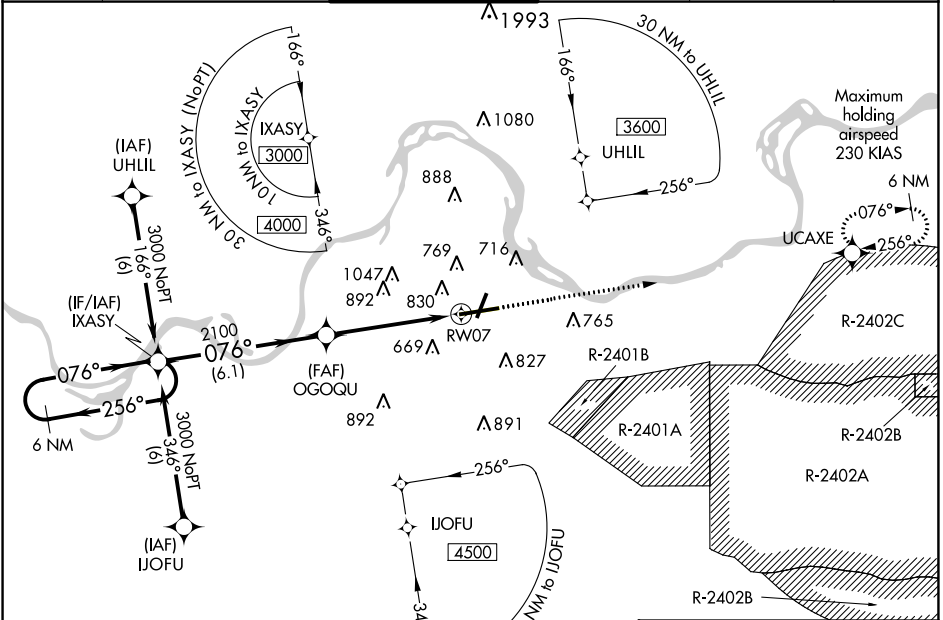 1993
30 NM to UHLIL
166°
3600
UHLIL
256°
166°
30 NM to IXASY (NoPT)
10NM to IXASY
IXASY
3000
4000
346°
1080
Maximum
holding
airspeed
230 KIAS
6 NM
076°
256°
UCAXE
(IAF)
UHLIL
888
3000 NoPT
166°
(6)
769
716
1047
892
830
(IF/IAF)
IXASY
2100
076°
(6.1)
RW07
765
R-2402C
669
827
R-2401B
(FAF)
OGOQU
076°
256°
6 NM
892
891
R-2401A
R-2402B
3000 NoPT
346°
(6)
R-2402A
256°
IJOFU
4500
NM to IJOFU
34
(IAF)
IJOFU
R-2402B